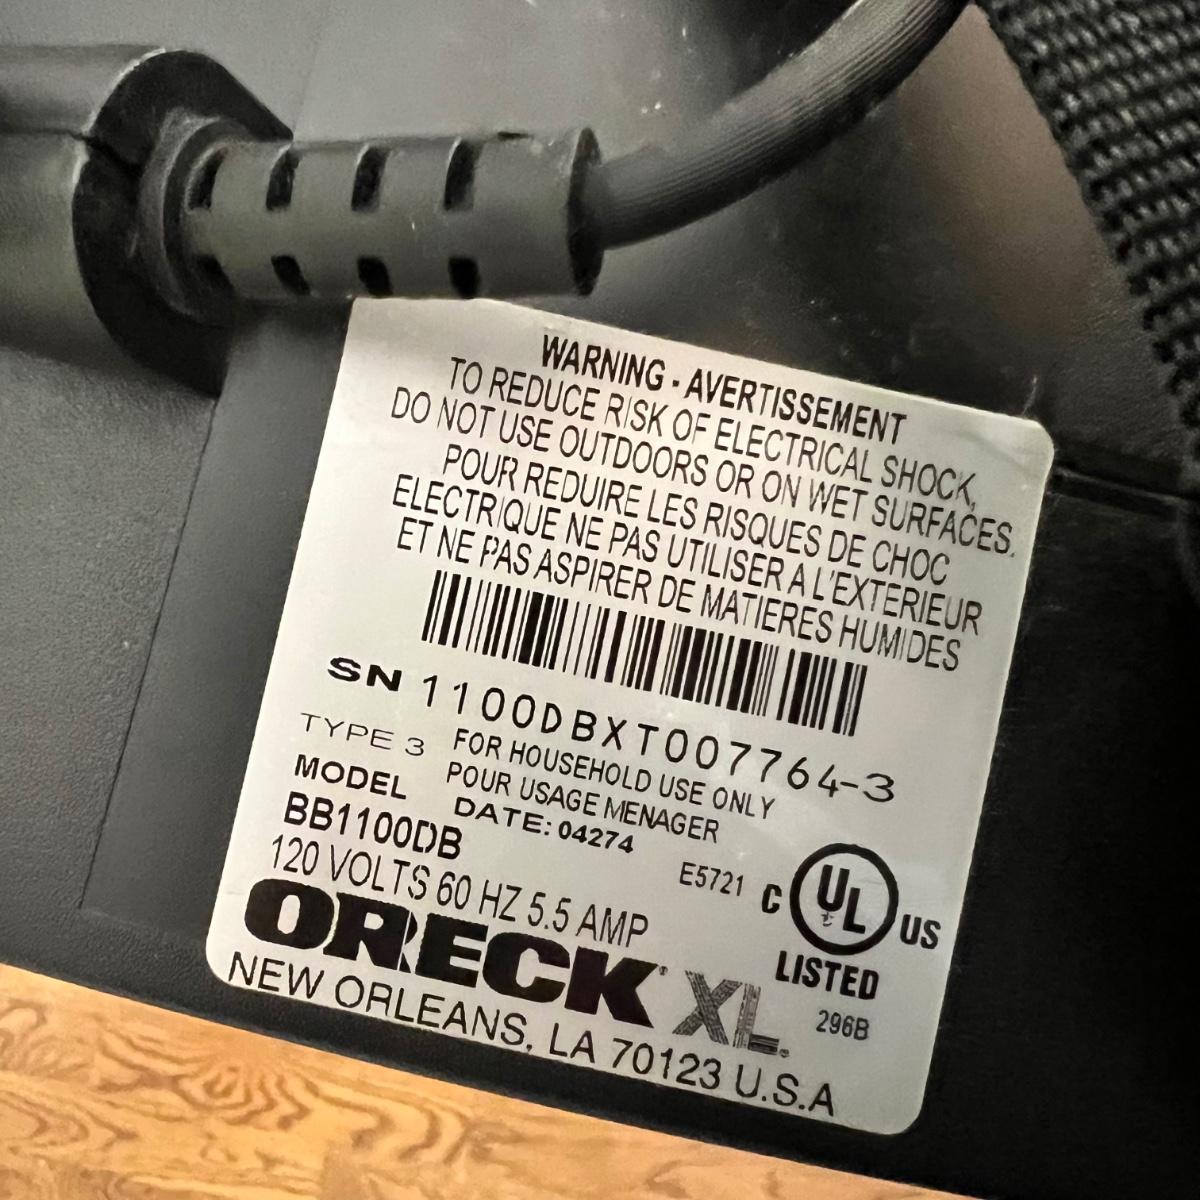 WARNING - AVERTISSEMENT
TO REDUCE RISK OF ELECTRICAL SHOCK,
DO NOT USE OUTDOORS OR ON WET SURFACES.
POUR REDUIRE LES RISQUES DE CHOC
ELECTRIQUE NE PAS UTILISER A L'EXTERIEUR
ET NE PAS ASPIRER DE MATIERES HUMIDES
SN 1100DBXT007764-3
TYPE 3 FOR HOUSEHOLD USE ONLY
POUR USAGE MENAGER
MODEL DATE: 04274
BB1100DB
E5721 C UL US
120 VOLTS 60 HZ 5.5 AMP
LISTED
ORECK XL
296B
NEW ORLEANS, LA 70123 U.S.A